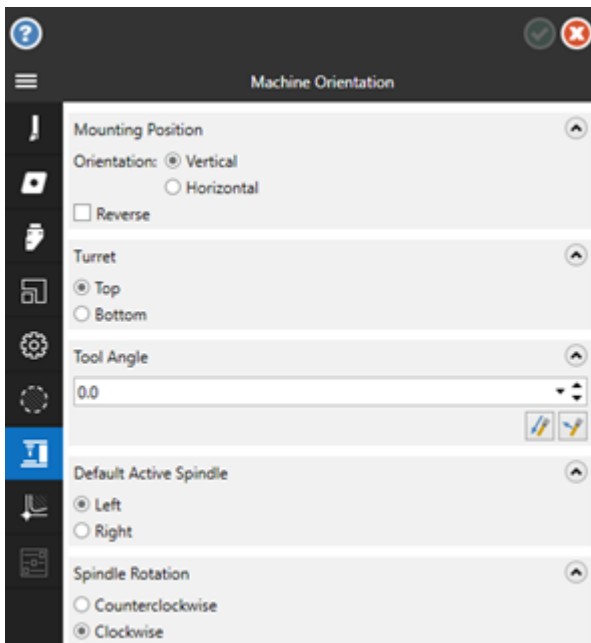 ?
Machine Orientation
Mounting Position
Orientation: Vertical
Horizontal
Reverse
Turret
Top
Bottom
Tool Angle
0.0
Default Active Spindle
Left
Right
Spindle Rotation
Counterclockwise
Clockwise